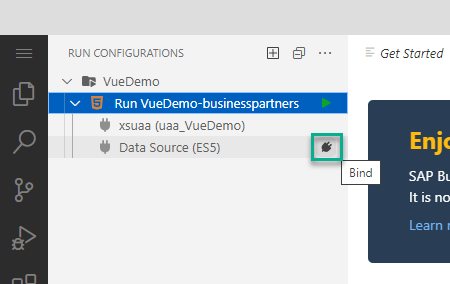 RUN CONFIGURATIONS
Get Started
VueDemo
Run VueDemo-businesspartners
xsuaa (uaa_VueDemo)
Data Source (ES5)
Bind
Enjo
SAP Bu
It is no
Learn